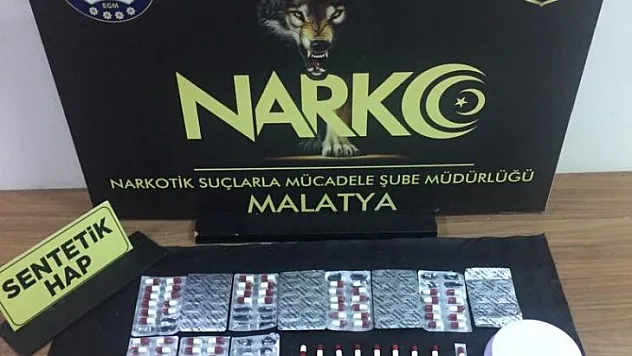 EGM
NARKO
NARKOTİK SUÇLARLA MÜCADELE ŞUBE MÜDÜRLÜĞÜ
MALATYA
SENTETİK
HAP